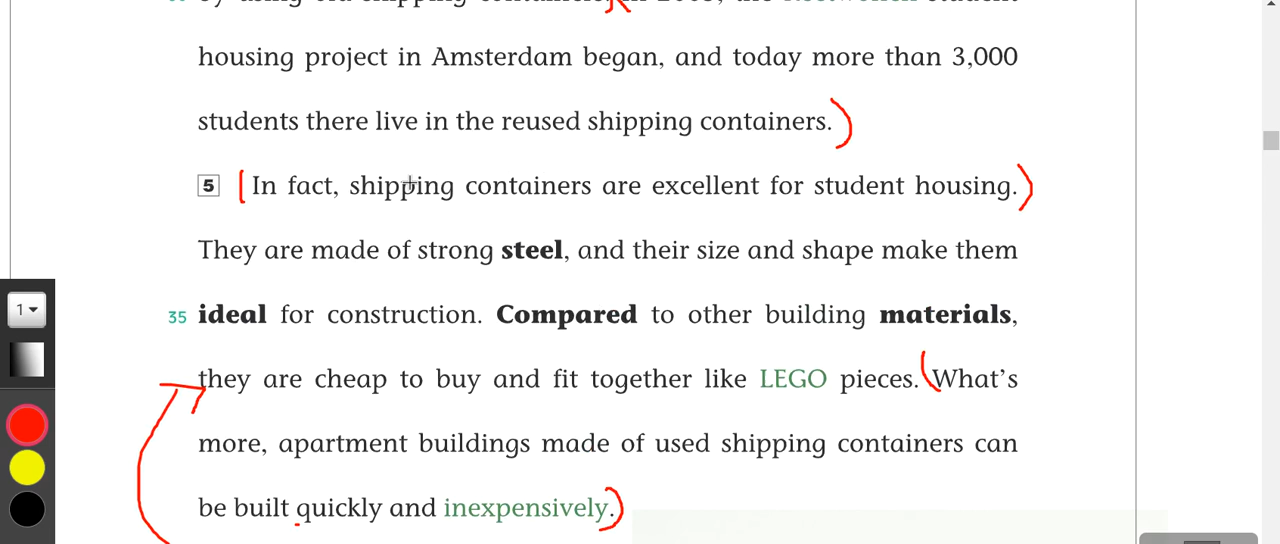 housing project in Amsterdam began, and today more than 3,000
students there live in the reused shipping containers.
5 In fact, shipping containers are excellent for student housing.
They are made of strong steel, and their size and shape make them
35 ideal for construction. Compared to other building materials,
they are cheap to buy and fit together like LEGO pieces. What's
more, apartment buildings made of used shipping containers can
be built quickly and inexpensively.
1